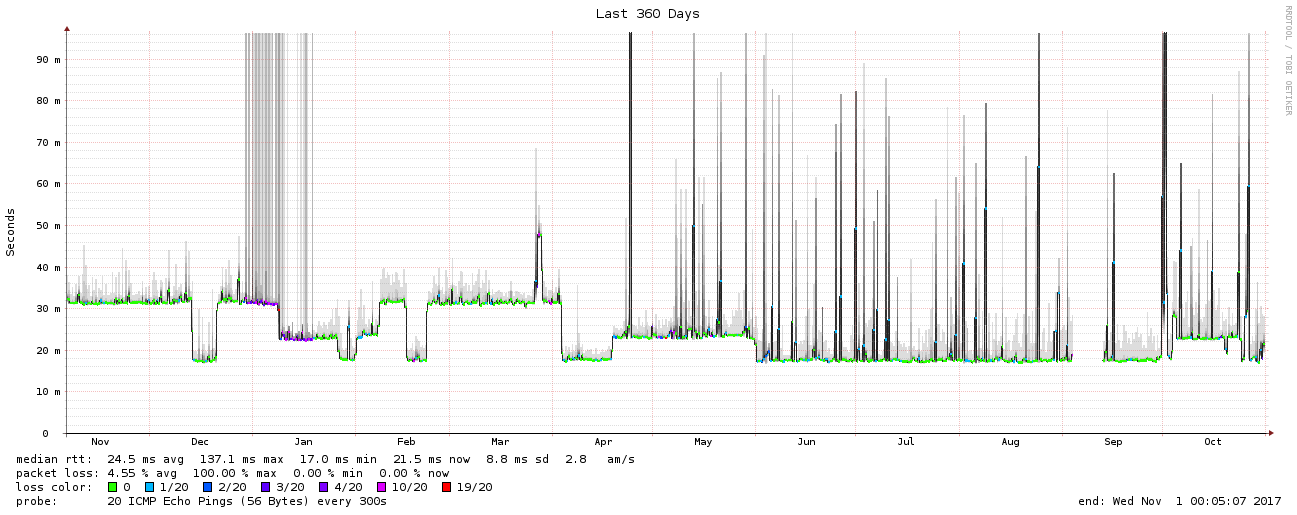 Last 360 Days
RRDTOOL / TOBI OETIKER
Seconds
90 m
80 m
70 m
60 m
50 m
40 m
30 m
20 m
10 m
0
Nov Dec Jan Feb Mar Apr May Jun Jul Aug Sep Oct
median rtt: 24.5 ms avg 137.1 ms max 17.0 ms min 21.5 ms now 8.8 ms sd 2.8 am/s
packet loss: 4.55 % avg 100.00 % max 0.00 % min 0.00 % now
loss color: 0 1/20 2/20 3/20 4/20 10/20 19/20
probe: 20 ICMP Echo Pings (56 Bytes) every 300s
end: Wed Nov 1 00:05:07 2017